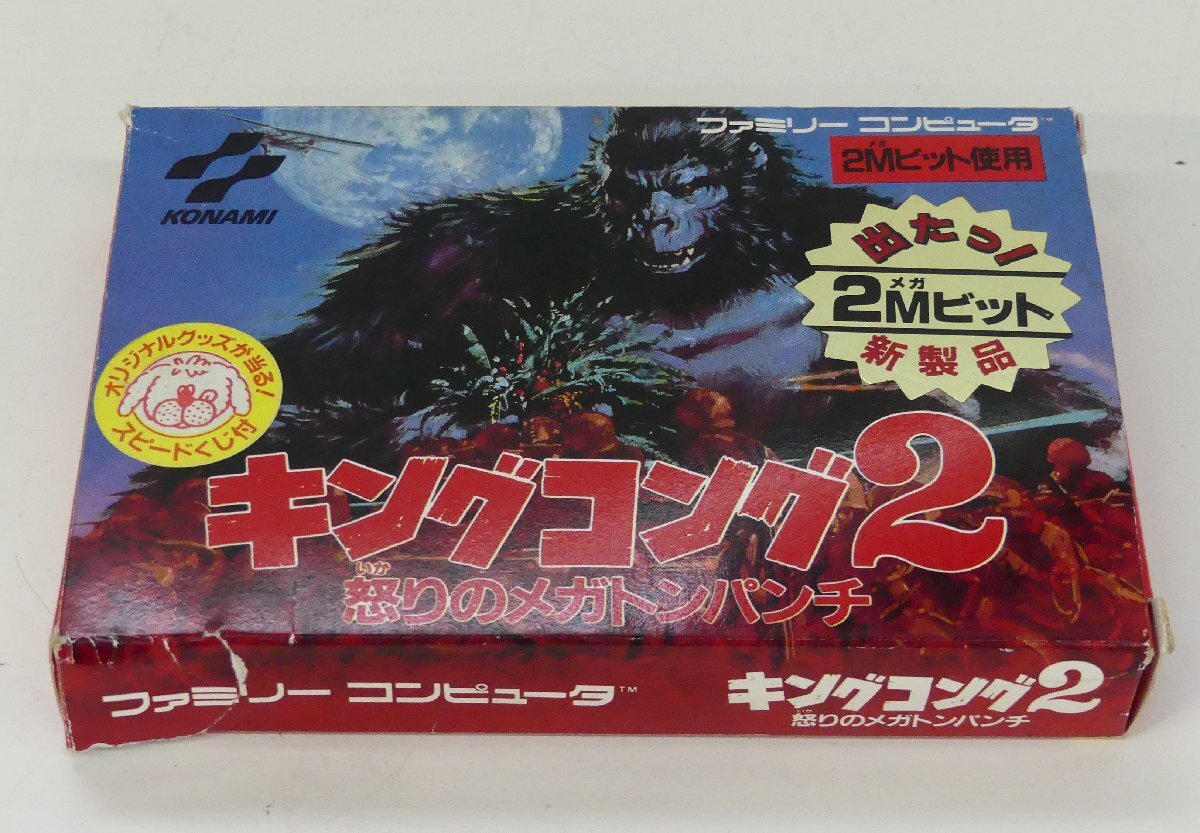 ファミリー コンピュータ™
メガ
2Mビット使用
KONAMI
出たっ!
メガ
2Mビット
新製品
オリジナルグッズが当る!
スピードくじ付
キングコング2
いか
怒りのメガトンパンチ
ファミリー コンピュータ™
キングコング2
いか
怒りのメガトンパンチ